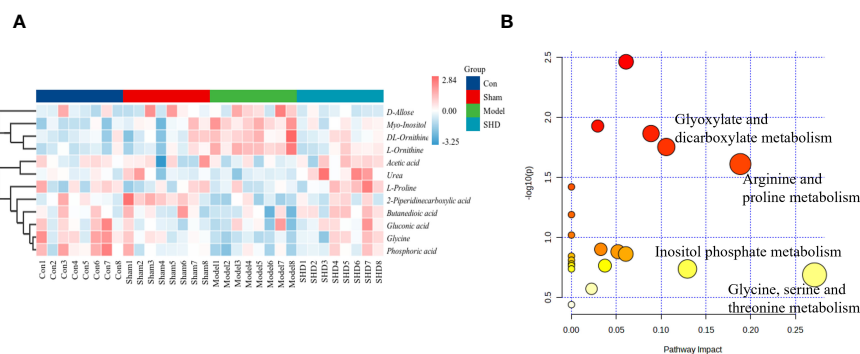 A
B
2.84
0.00
-3.25
Group
Con
Sham
Model
SHD
D-Allose
Myo-Inositol
DL-Ornithine
L-Ornithine
Acetic acid
Urea
L-Proline
2-Piperidinecarboxylic acid
Butanedioic acid
Gluconic acid
Glycine
Phosphoric acid
Con1
Con2
Con3
Con4
Con5
Con6
Con7
Con8
Sham1
Sham2
Sham3
Sham4
Sham5
Sham6
Sham7
Sham8
Model1
Model2
Model3
Model4
Model5
Model6
Model7
Model8
SHD1
SHD2
SHD3
SHD4
SHD5
SHD6
SHD7
SHD8
-log10(p)
2.5
2.0
1.5
1.0
0.5
Glyoxylate and
dicarboxylate metabolism
Arginine and
proline metabolism
Inositol phosphate metabolism
Glycine, serine and
threonine metabolism
0.00
0.05
0.10
0.15
0.20
0.25
Pathway Impact